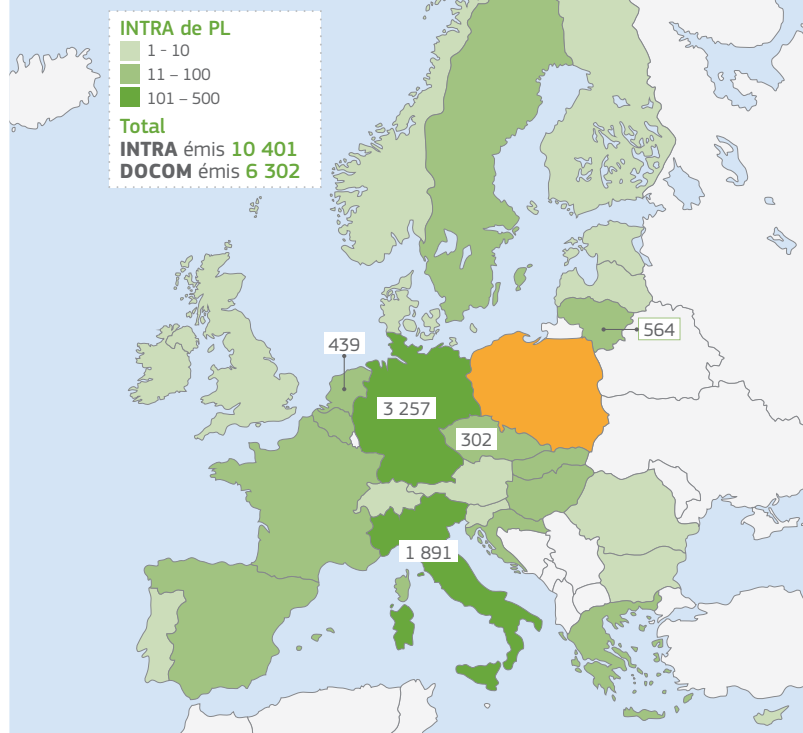 INTRA de PL
1 - 10
11 – 100
101 – 500
Total
INTRA émis 10 401
DOCOM émis 6 302
564
439
3 257
302
1 891